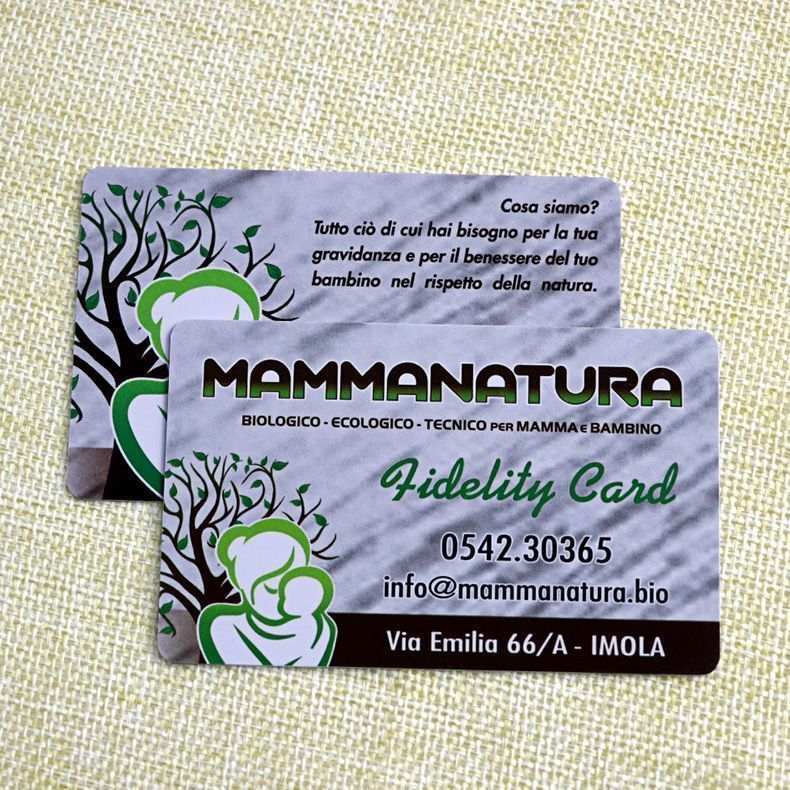 Cosa siamo?
Tutto ciò di cui hai bisogno per la tua
gravidanza e per il benessere del tuo
bambino nel rispetto della natura.
MAMMANATURA
BIOLOGICO - ECOLOGICO - TECNICO PER MAMMA E BAMBINO
Fidelity Card
0542.30365
info@mammanatura.bio
Via Emilia 66/A - IMOLA